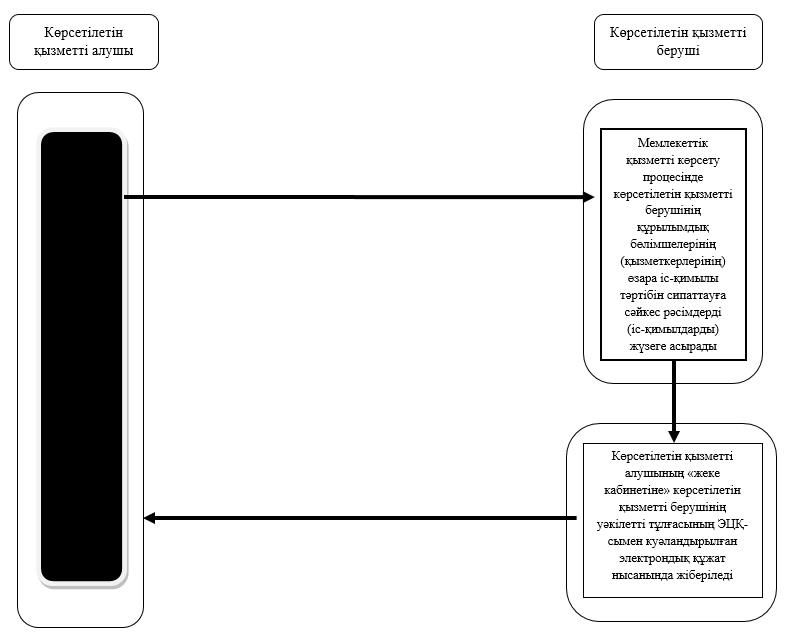 Көрсетілетін
қызметті алушы
Көрсетілетін қызметті
беруші
Мемлекеттік
қызметті көрсету
процесінде
көрсетілетін қызметті
берушінің
құрылымдық
бөлімшелерінің
(қызметкерлерінің)
өзара іс-қимылы
тәртібін сипаттауға
сәйкес рәсімдерді
(іс-қимылдарды)
жүзеге асырады
Көрсетілетін қызметті
алушының «жеке
кабинетіне» көрсетілетін
қызметті берушінің
уәкілетті тұлғасының ЭЦҚ-
сымен куәландырылған
электрондық құжат
нысанында жіберіледі